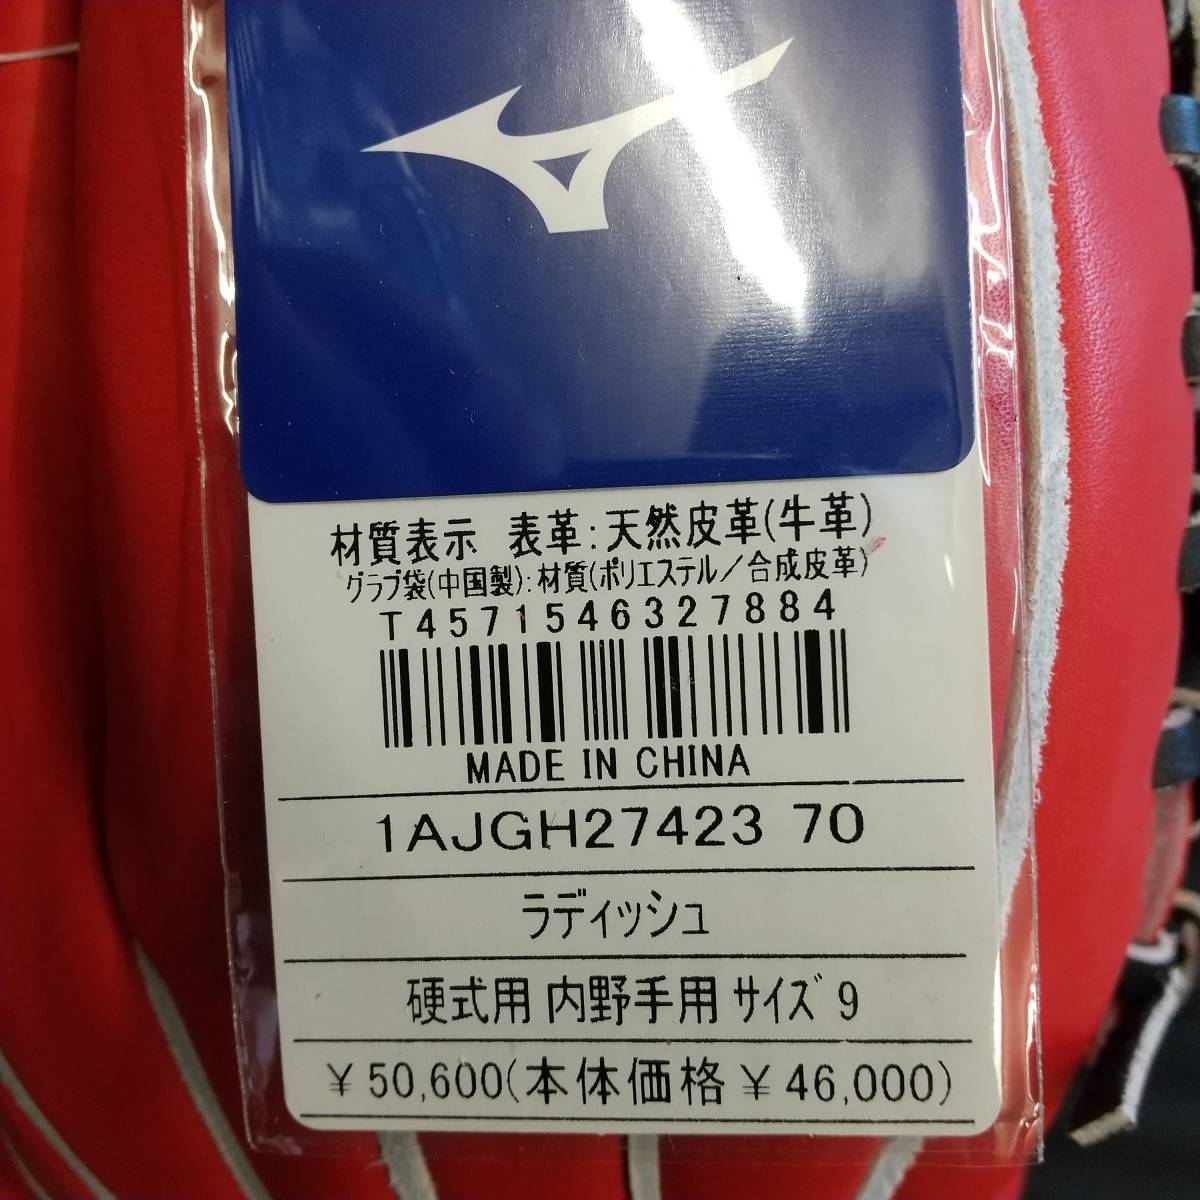 材質表示 表革:天然皮革(牛革)
グラブ袋(中国製):材質(ポリエステル/合成皮革)
T4571546327884
MADE IN CHINA
1AJGH27423 70
ラディッシュ
硬式用 内野手用 サイズ 9
¥50,600(本体価格¥46,000)